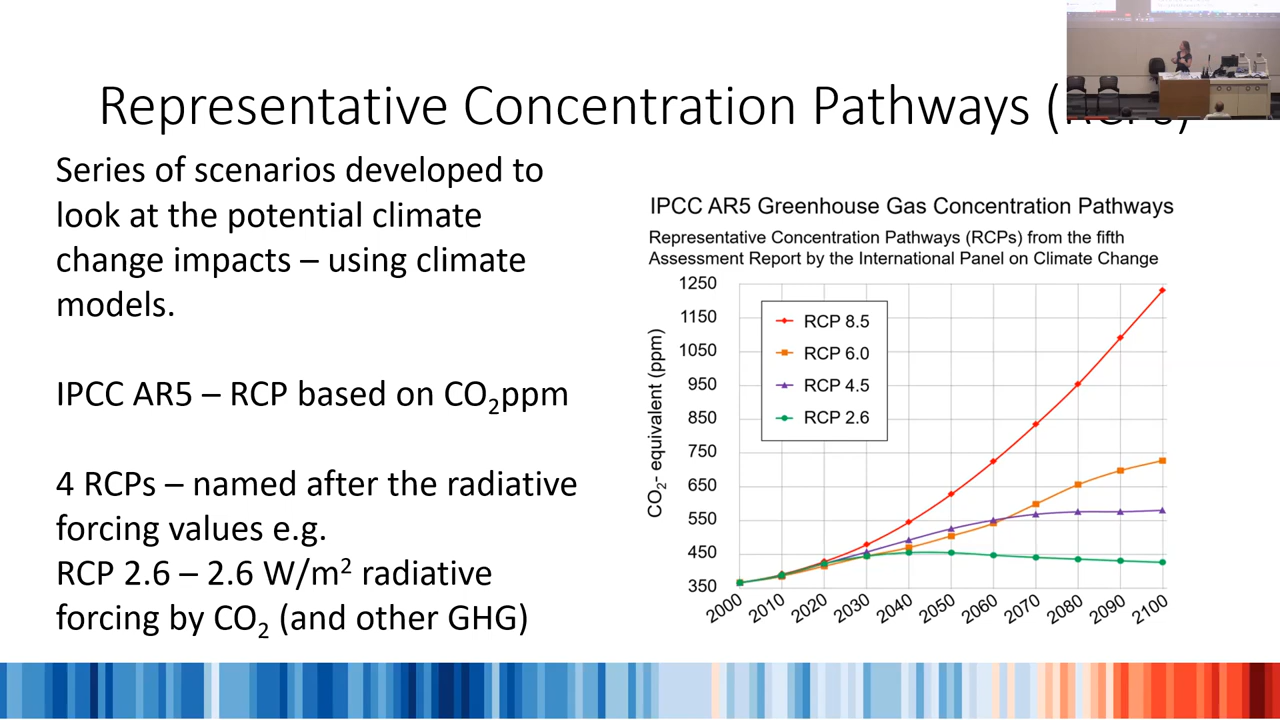 Representative Concentration Pathways (RCPs)
Series of scenarios developed to
look at the potential climate
change impacts – using climate
models.
IPCC AR5 – RCP based on CO₂ppm
4 RCPs – named after the radiative
forcing values e.g.
RCP 2.6 – 2.6 W/m² radiative
forcing by CO₂ (and other GHG)
IPCC AR5 Greenhouse Gas Concentration Pathways
Representative Concentration Pathways (RCPs) from the fifth
Assessment Report by the International Panel on Climate Change
CO₂- equivalent (ppm)
1250
1150
1050
950
850
750
650
550
450
350
RCP 8.5
RCP 6.0
RCP 4.5
RCP 2.6
2000 2010 2020 2030 2040 2050 2060 2070 2080 2090 2100